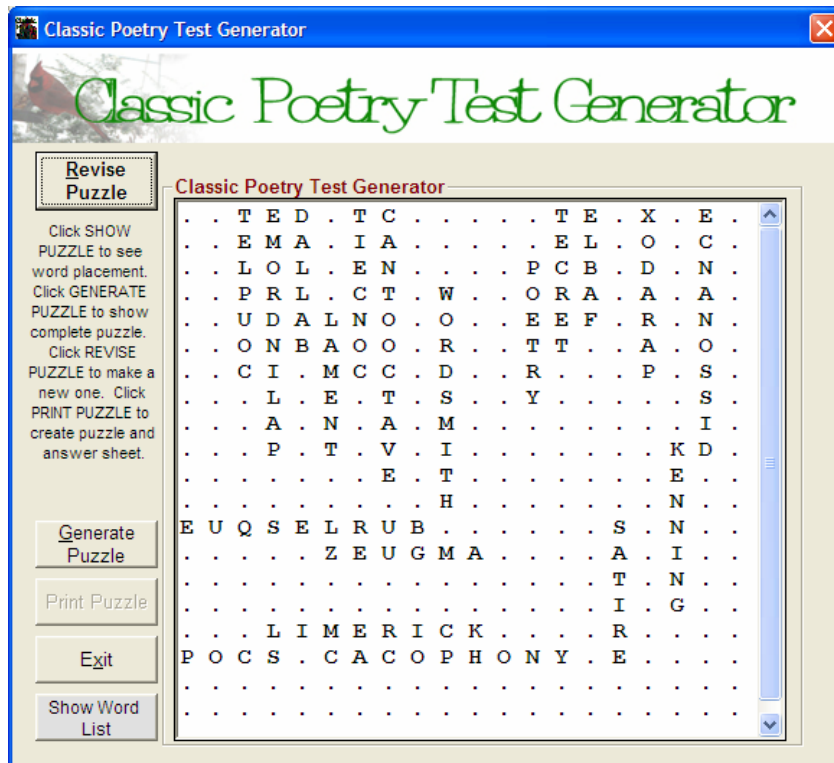 Classic Poetry Test Generator
Classic Poetry Test Generator
Revise
Puzzle
Click SHOW
PUZZLE to see
word placement.
Click GENERATE
PUZZLE to show
complete puzzle.
Click REVISE
PUZZLE to make a
new one. Click
PRINT PUZZLE to
create puzzle and
answer sheet.
Generate
Puzzle
Print Puzzle
Exit
Show Word
List
Classic Poetry Test Generator
. . T E D . T C . . . . . T E . X . E .
. . E M A . I A . . . . . E L . O . C .
. . L O L . E N . . . . P C B . D . N .
. . P R L . C T . W . . O R A . A . A .
. . U D A L N O . O . . E E F . R . N .
. . O N B A O O . R . . T T . . A . O .
. . C I . M C C . D . . R . . . P . S .
. . . L . E . T . S . . Y . . . . . S .
. . . A . N . A . M . . . . . . . . I .
. . . P . T . V . I . . . . . . . K D .
. . . . . . . E . T . . . . . . . E . .
. . . . . . . . . H . . . . . . . N . .
E U Q S E L R U B . . . . . . S . N . .
. . . . . Z E U G M A . . . . A . I . .
. . . . . . . . . . . . . . . T . N . .
. . . . . . . . . . . . . . . I . G . .
. . . L I M E R I C K . . . . R . . . .
P O C S . C A C O P H O N Y . E . . . .
. . . . . . . . . . . . . . . . . . . .
. . . . . . . . . . . . . . . . . . . .